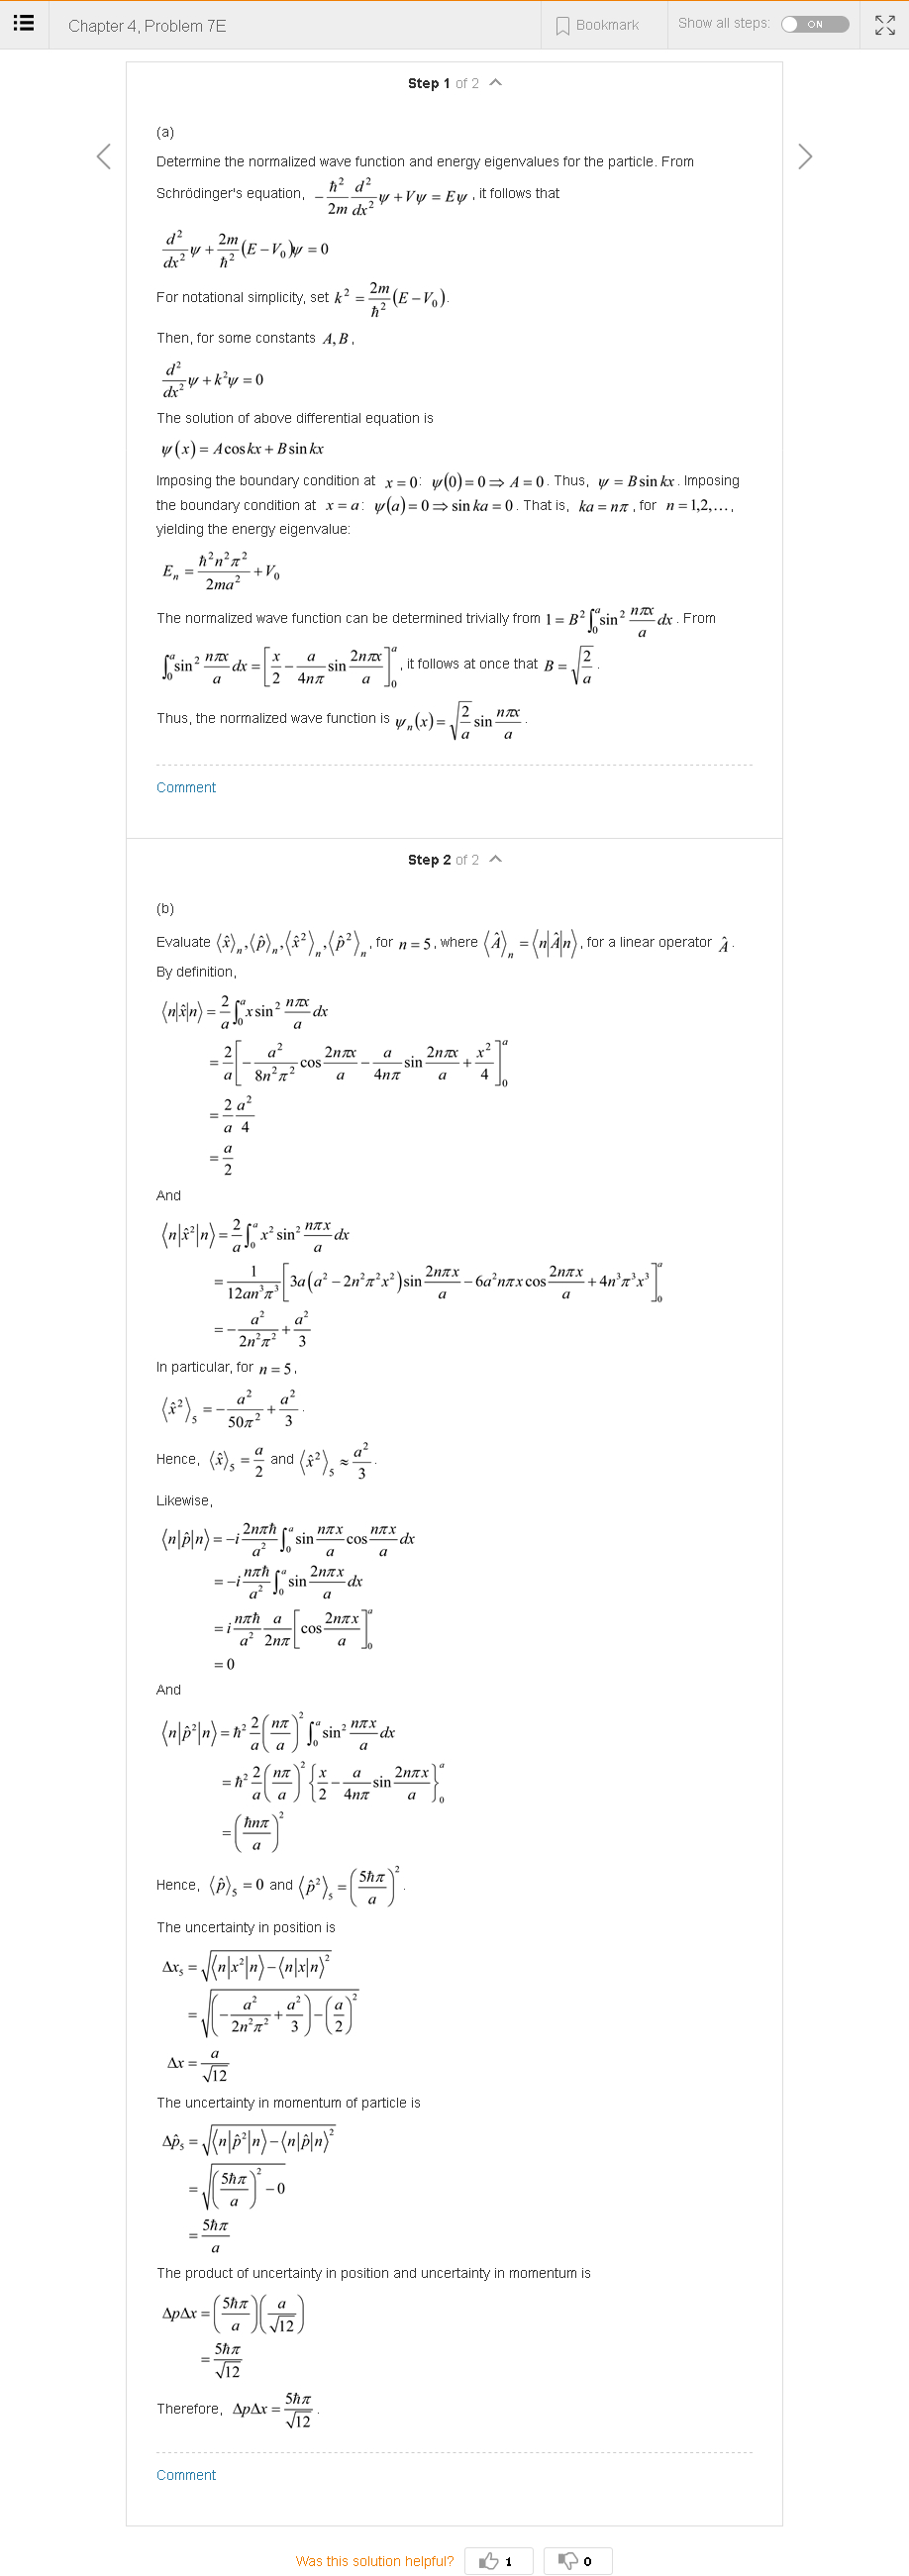 Chapter 4, Problem 7E
Bookmark
Show all steps: ON
Step 1 of 2
(a)
Determine the normalized wave function and energy eigenvalues for the particle. From
Schrödinger's equation, $-\frac{\hbar^2}{2m}\frac{d^2}{dx^2}\psi + V\psi = E\psi$, it follows that
$\frac{d^2}{dx^2}\psi + \frac{2m}{\hbar^2}(E - V_0)\psi = 0$
For notational simplicity, set $k^2 = \frac{2m}{\hbar^2}(E - V_0)$.
Then, for some constants $A, B$,
$\frac{d^2}{dx^2}\psi + k^2\psi = 0$
The solution of above differential equation is
$\psi(x) = A\cos kx + B\sin kx$
Imposing the boundary condition at $x = 0$: $\psi(0) = 0 \Rightarrow A = 0$. Thus, $\psi = B\sin kx$. Imposing
the boundary condition at $x = a$: $\psi(a) = 0 \Rightarrow \sin ka = 0$. That is, $ka = n\pi$, for $n = 1,2,\ldots$,
yielding the energy eigenvalue:
$E_n = \frac{\hbar^2 n^2 \pi^2}{2ma^2} + V_0$
The normalized wave function can be determined trivially from $1 = B^2\int_0^a \sin^2\frac{n\pi x}{a}dx$. From
$\int_0^a \sin^2\frac{n\pi x}{a}dx = \left[\frac{x}{2} - \frac{a}{4n\pi}\sin\frac{2n\pi x}{a}\right]_0^a$, it follows at once that $B = \sqrt{\frac{2}{a}}$.
Thus, the normalized wave function is $\psi_n(x) = \sqrt{\frac{2}{a}}\sin\frac{n\pi x}{a}$.
Comment
Step 2 of 2
(b)
Evaluate $\langle\hat{x}\rangle_n, \langle\hat{p}\rangle_n, \langle\hat{x}^2\rangle_n, \langle\hat{p}^2\rangle_n$, for $n = 5$, where $\langle\hat{A}\rangle_n = \langle n|\hat{A}|n\rangle$, for a linear operator $\hat{A}$.
By definition,
$\langle n|\hat{x}|n\rangle = \frac{2}{a}\int_0^a x\sin^2\frac{n\pi x}{a}dx$
$= \frac{2}{a}\left[-\frac{a^2}{8n^2\pi^2}\cos\frac{2n\pi x}{a} - \frac{a}{4n\pi}\sin\frac{2n\pi x}{a} + \frac{x^2}{4}\right]_0^a$
$= \frac{2}{a}\frac{a^2}{4}$
$= \frac{a}{2}$
And
$\langle n|\hat{x}^2|n\rangle = \frac{2}{a}\int_0^a x^2\sin^2\frac{n\pi x}{a}dx$
$= \frac{1}{12an^3\pi^3}\left[3a(a^2 - 2n^2\pi^2x^2)\sin\frac{2n\pi x}{a} - 6a^2n\pi x\cos\frac{2n\pi x}{a} + 4n^3\pi^3x^3\right]_0^a$
$= -\frac{a^2}{2n^2\pi^2} + \frac{a^2}{3}$
In particular, for $n = 5$,
$\langle\hat{x}^2\rangle_5 = -\frac{a^2}{50\pi^2} + \frac{a^2}{3}$.
Hence, $\langle\hat{x}\rangle_5 = \frac{a}{2}$ and $\langle\hat{x}^2\rangle_5 \approx \frac{a^2}{3}$.
Likewise,
$\langle n|\hat{p}|n\rangle = -i\frac{2n\pi\hbar}{a^2}\int_0^a \sin\frac{n\pi x}{a}\cos\frac{n\pi x}{a}dx$
$= -i\frac{n\pi\hbar}{a^2}\int_0^a \sin\frac{2n\pi x}{a}dx$
$= i\frac{n\pi\hbar}{a^2}\frac{a}{2n\pi}\left[\cos\frac{2n\pi x}{a}\right]_0^a$
$= 0$
And
$\langle n|\hat{p}^2|n\rangle = \hbar^2\frac{2}{a}\left(\frac{n\pi}{a}\right)^2\int_0^a \sin^2\frac{n\pi x}{a}dx$
$= \hbar^2\frac{2}{a}\left(\frac{n\pi}{a}\right)^2\left\{\frac{x}{2} - \frac{a}{4n\pi}\sin\frac{2n\pi x}{a}\right\}_0^a$
$= \left(\frac{\hbar n\pi}{a}\right)^2$
Hence, $\langle\hat{p}\rangle_5 = 0$ and $\langle\hat{p}^2\rangle_5 = \left(\frac{5\hbar\pi}{a}\right)^2$.
The uncertainty in position is
$\Delta x_5 = \sqrt{\langle n|x^2|n\rangle - \langle n|x|n\rangle^2}$
$= \sqrt{\left(-\frac{a^2}{2n^2\pi^2} + \frac{a^2}{3}\right) - \left(\frac{a}{2}\right)^2}$
$\Delta x = \frac{a}{\sqrt{12}}$
The uncertainty in momentum of particle is
$\Delta\hat{p}_5 = \sqrt{\langle n|\hat{p}^2|n\rangle - \langle n|\hat{p}|n\rangle^2}$
$= \sqrt{\left(\frac{5\hbar\pi}{a}\right)^2 - 0}$
$= \frac{5\hbar\pi}{a}$
The product of uncertainty in position and uncertainty in momentum is
$\Delta p\Delta x = \left(\frac{5\hbar\pi}{a}\right)\left(\frac{a}{\sqrt{12}}\right)$
$= \frac{5\hbar\pi}{\sqrt{12}}$
Therefore, $\Delta p\Delta x = \frac{5\hbar\pi}{\sqrt{12}}$.
Comment
Was this solution helpful? 1 0